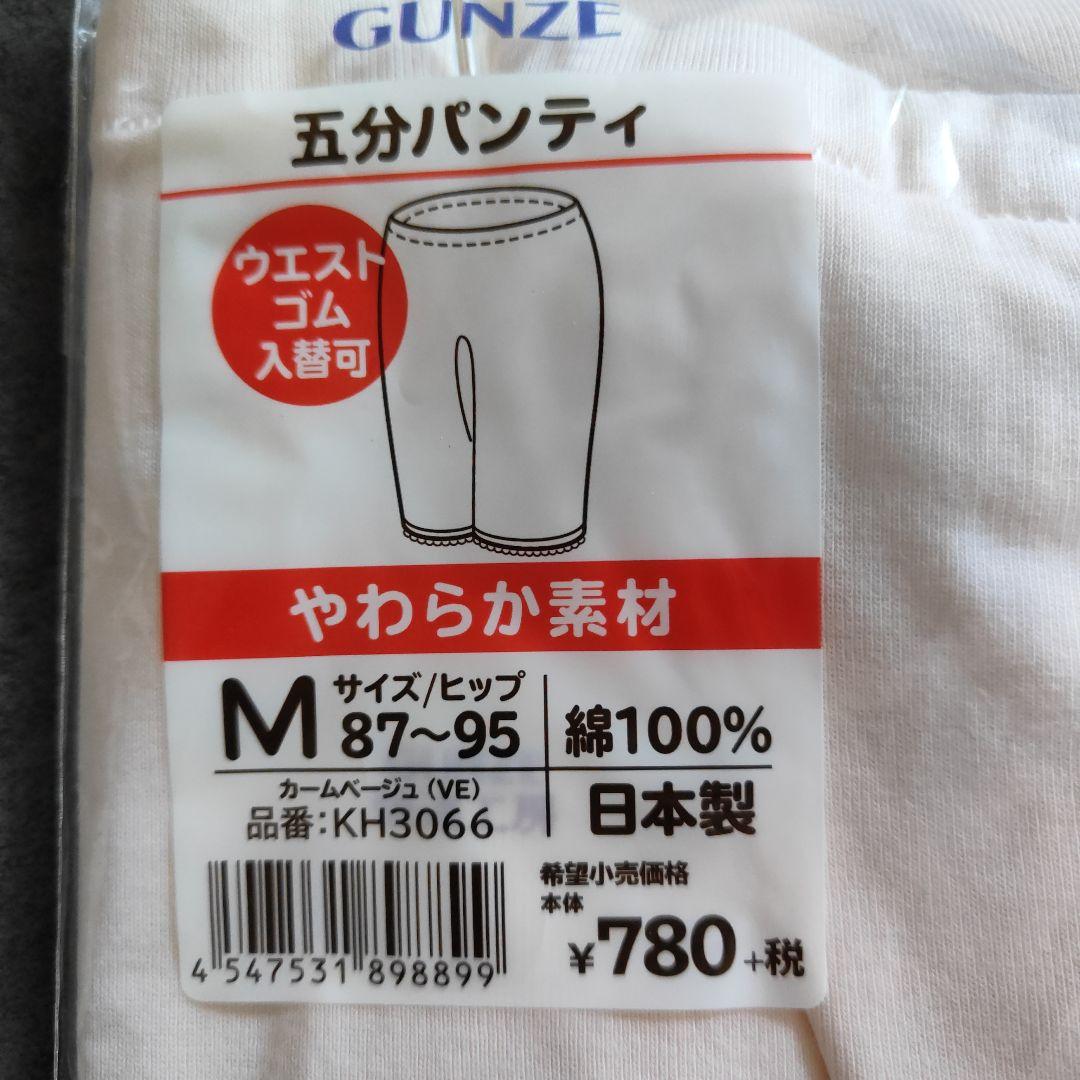 GUNZE
五分パンティ
ウエスト
ゴム
入替可
やわらか素材
M サイズ/ヒップ
87〜95
綿100%
カームベージュ(VE)
品番:KH3066
日本製
希望小売価格
本体
¥780+税
4 547531 898899